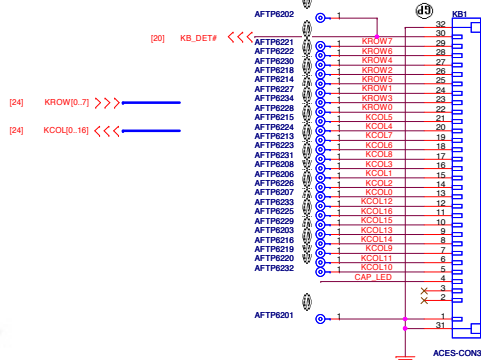 GP
KB1
AFTP6202 1
32
[20] KB_DET# 30
AFTP6221 1 KROW7 29
AFTP6222 1 KROW6 28
AFTP6230 1 KROW4 27
AFTP6218 1 KROW2 26
AFTP6214 1 KROW5 25
AFTP6227 1 KROW1 24
[24] KROW[0..7]
AFTP6234 1 KROW3 23
AFTP6228 1 KROW0 22
AFTP6215 1 KCOL5 21
[24] KCOL[0..16]
AFTP6224 1 KCOL4 20
AFTP6213 1 KCOL7 19
AFTP6223 1 KCOL6 18
AFTP6231 1 KCOL8 17
AFTP6208 1 KCOL3 16
AFTP6206 1 KCOL1 15
AFTP6226 1 KCOL2 14
AFTP6207 1 KCOL0 13
AFTP6233 1 KCOL12 12
AFTP6225 1 KCOL16 11
AFTP6229 1 KCOL15 10
AFTP6203 1 KCOL13 9
AFTP6216 1 KCOL14 8
AFTP6219 1 KCOL9 7
AFTP6220 1 KCOL11 6
AFTP6232 1 KCOL10 5
CAP_LED 4
3
2
AFTP6201 1 1
31
ACES-CON3